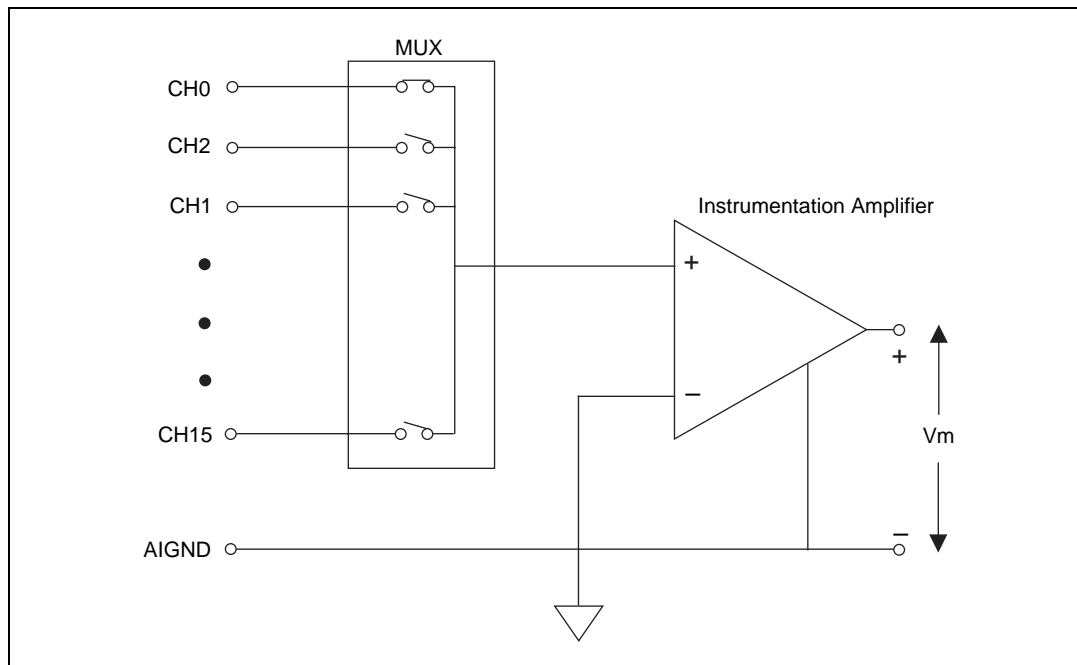 MUX
CH0
CH2
CH1
Instrumentation Amplifier
+
−
+
CH15
Vm
AIGND
−